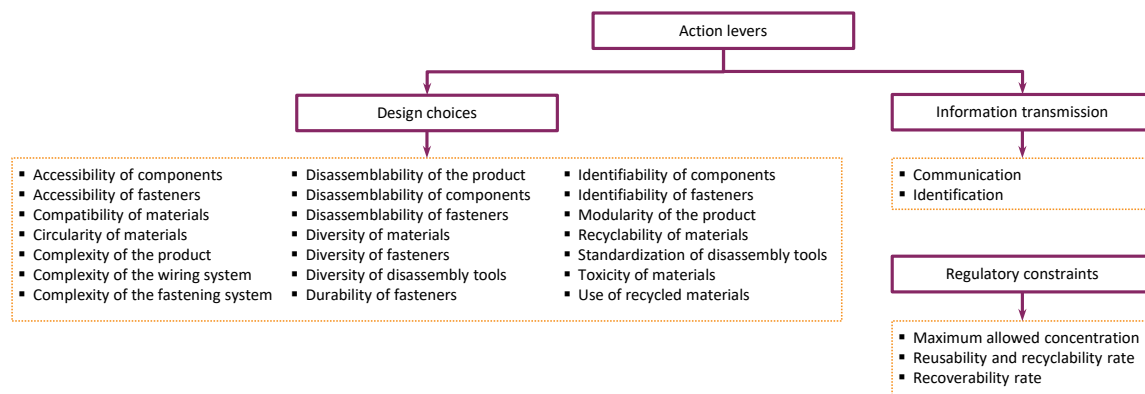 Action levers
Design choices
Information transmission
▪ Accessibility of components
▪ Accessibility of fasteners
▪ Compatibility of materials
▪ Circularity of materials
▪ Complexity of the product
▪ Complexity of the wiring system
▪ Complexity of the fastening system
▪ Disassemblability of the product
▪ Disassemblability of components
▪ Disassemblability of fasteners
▪ Diversity of materials
▪ Diversity of fasteners
▪ Diversity of disassembly tools
▪ Durability of fasteners
▪ Identifiability of components
▪ Identifiability of fasteners
▪ Modularity of the product
▪ Recyclability of materials
▪ Standardization of disassembly tools
▪ Toxicity of materials
▪ Use of recycled materials
▪ Communication
▪ Identification
Regulatory constraints
▪ Maximum allowed concentration
▪ Reusability and recyclability rate
▪ Recoverability rate